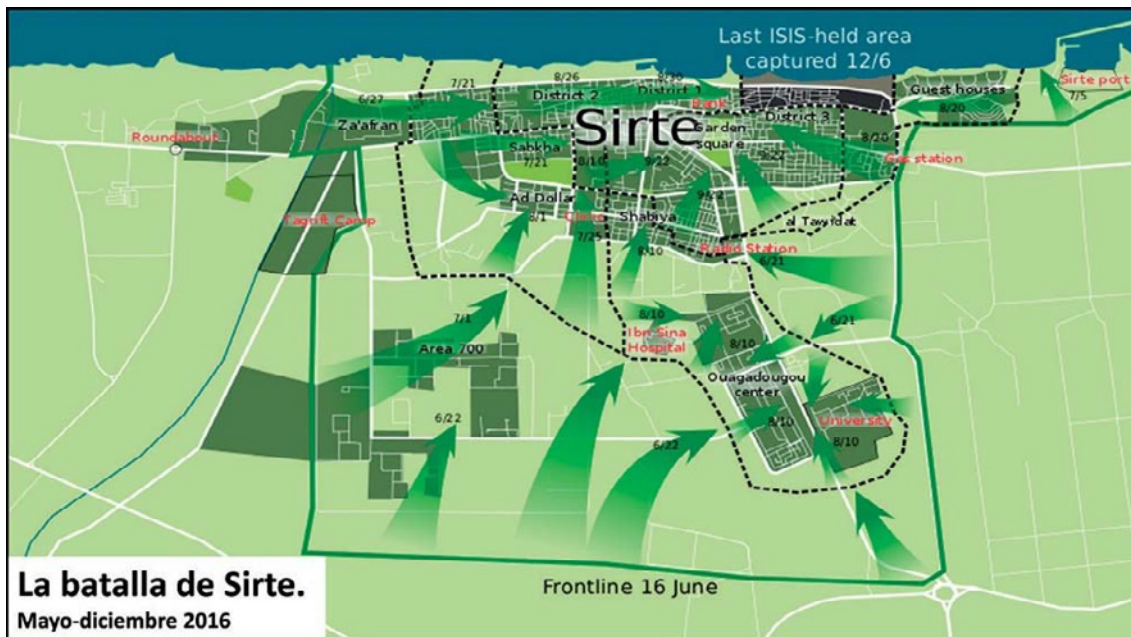 Last ISIS-held area
captured 12/6
Sirte port
7/5
Guest houses
8/20
7/21
8/26
8/30
6/27
District 2
District 1
Bank
District 3
Za'afran
Sirte
Garden
square
8/20
Roundabout
Sabkha
7/21
8/10
9/22
9/22
Gas station
Tagrift Camp
Ad Dollar
8/1
7/25
Shabiya
9/22
al Tawidat
8/10
Radio Station
6/21
7/1
8/10
Ibn Sina
Hospital
6/21
Area 700
8/10
Ouagadougou
center
6/22
6/22
8/10
University
8/10
La batalla de Sirte.
Mayo-diciembre 2016
Frontline 16 June